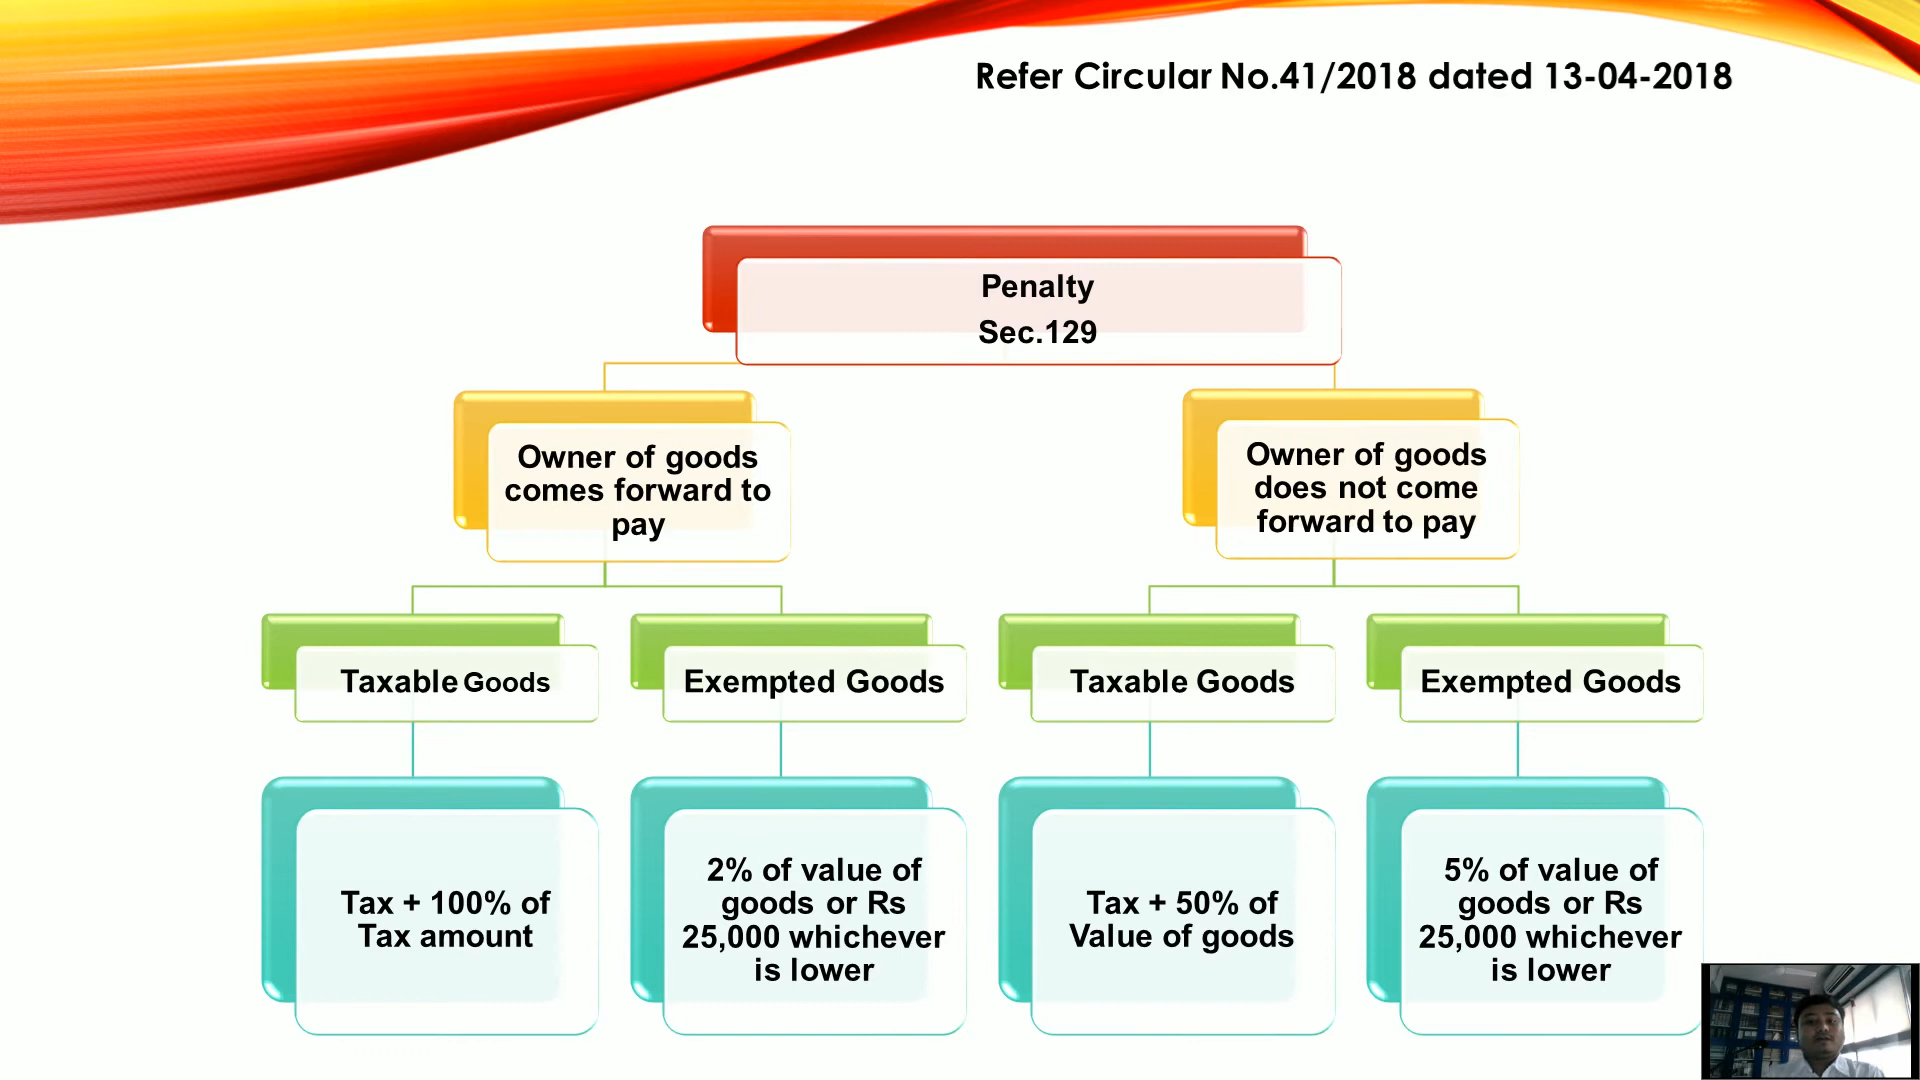 Refer Circular No.41/2018 dated 13-04-2018
Penalty
Sec.129
Owner of goods
comes forward to
pay
Owner of goods
does not come
forward to pay
Taxable Goods
Exempted Goods
Taxable Goods
Exempted Goods
Tax + 100% of
Tax amount
2% of value of
goods or Rs
25,000 whichever
is lower
Tax + 50% of
Value of goods
5% of value of
goods or Rs
25,000 whichever
is lower